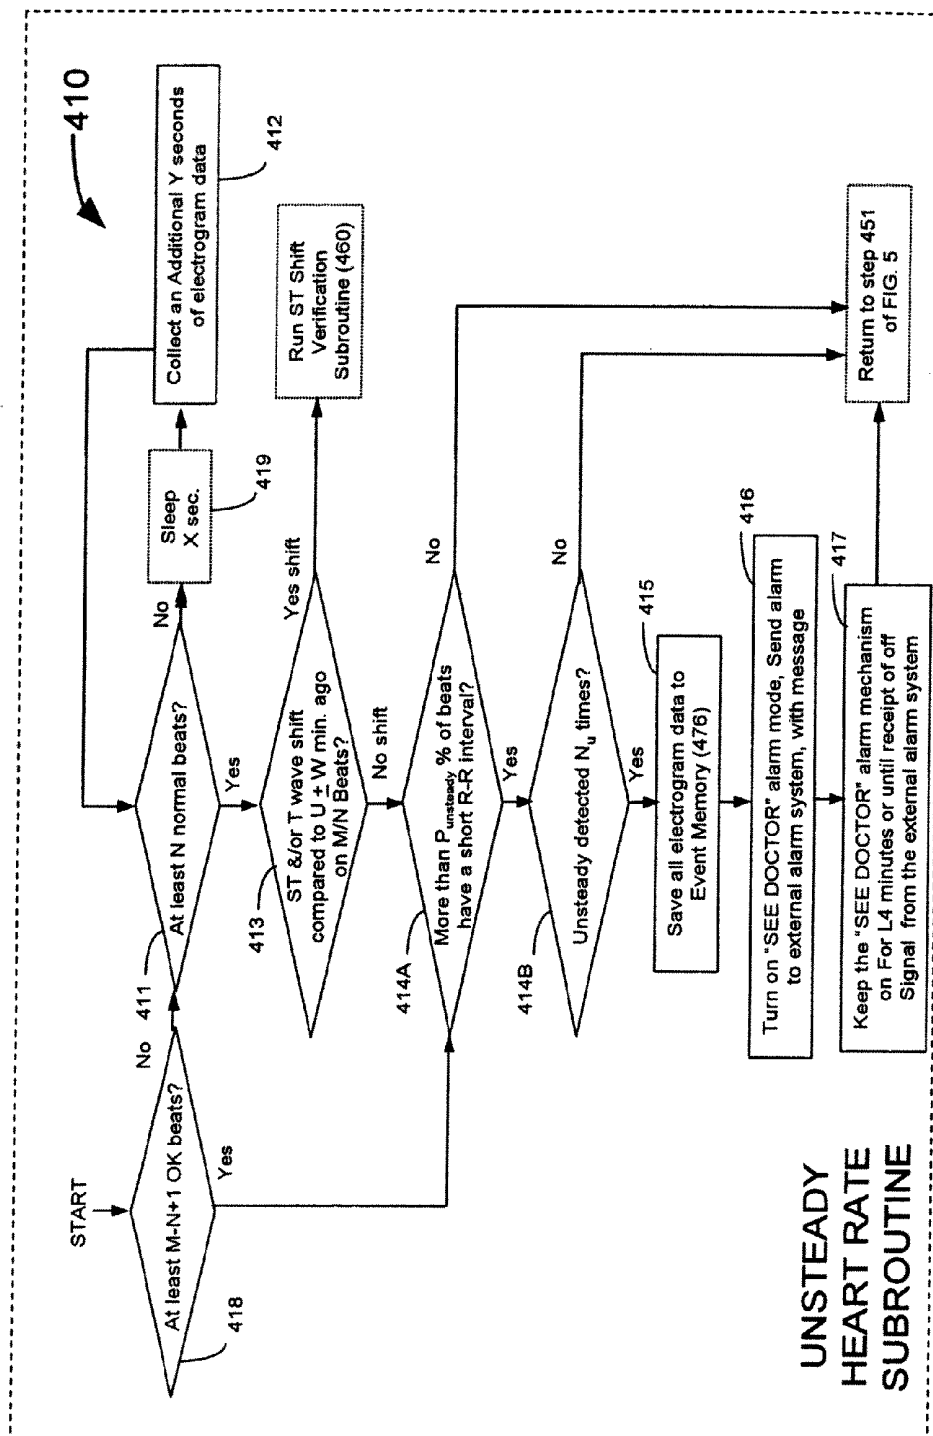 410
START
At least M-N+1 OK beats?
418
No
Yes
At least N normal beats?
411
No
Yes
Sleep
X sec.
419
Collect an Additional Y seconds
of electrogram data
412
ST &/or T wave shift
compared to U ± W min. ago
on M/N Beats?
413
Yes shift
No shift
Run ST Shift
Verification
Subroutine (460)
More than Punsteady % of beats
have a short R-R interval?
414A
No
Yes
Unsteady detected Nu times?
414B
No
Yes
Save all electrogram data to
Event Memory (476)
415
Turn on "SEE DOCTOR" alarm mode, Send alarm
to external alarm system, with message
416
Keep the "SEE DOCTOR" alarm mechanism
on For L4 minutes or until receipt of off
Signal from the external alarm system
417
Return to step 451
of FIG. 5
UNSTEADY
HEART RATE
SUBROUTINE